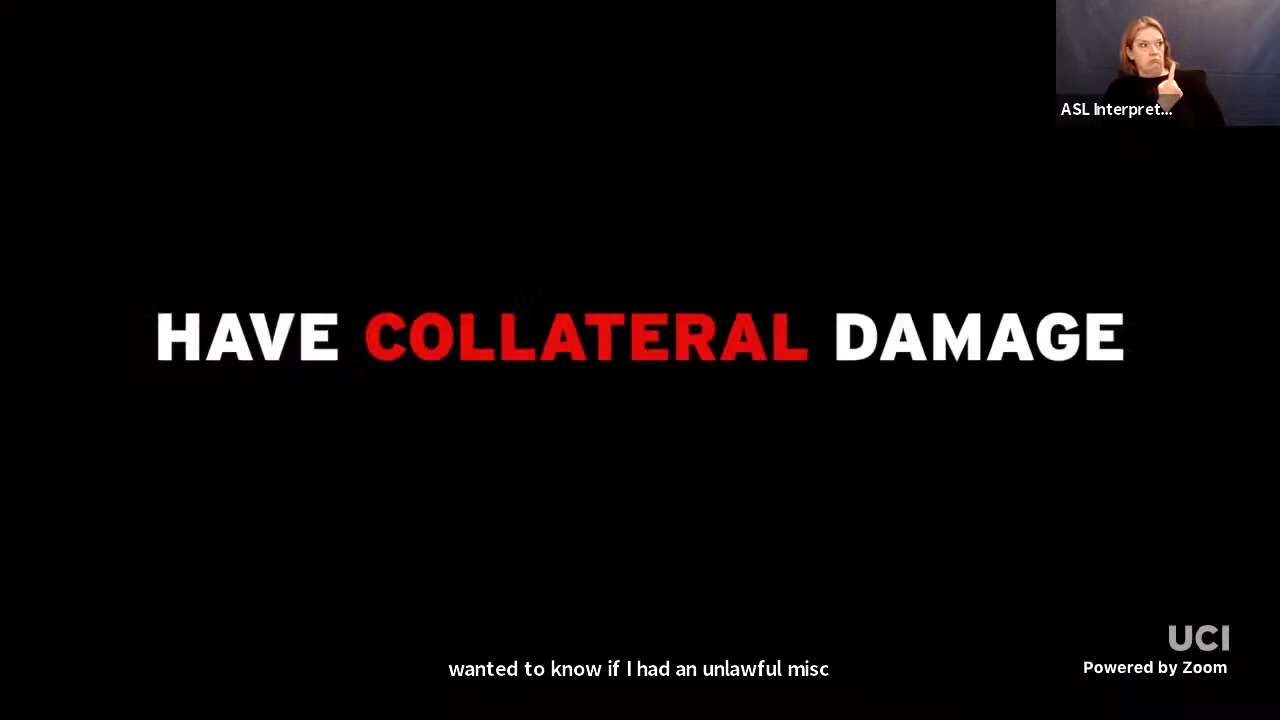 ASL Interpret...
HAVE COLLATERAL DAMAGE
UCI
wanted to know if I had an unlawful misc
Powered by Zoom